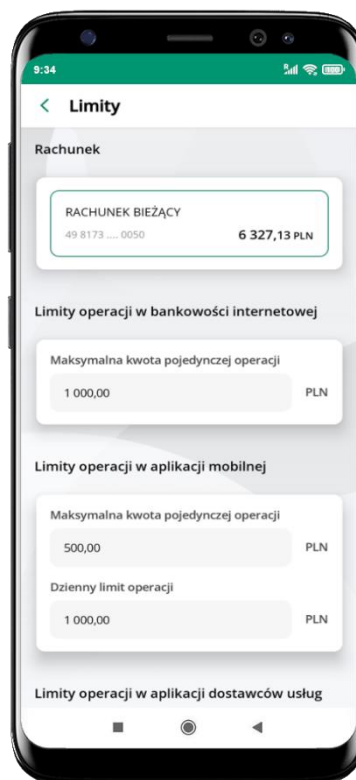 9:34
Limity
Rachunek
RACHUNEK BIEŻĄCY
49 8173 .... 0050 6 327,13 PLN
Limity operacji w bankowości internetowej
Maksymalna kwota pojedynczej operacji
1 000,00 PLN
Limity operacji w aplikacji mobilnej
Maksymalna kwota pojedynczej operacji
500,00 PLN
Dzienny limit operacji
1 000,00 PLN
Limity operacji w aplikacji dostawców usług